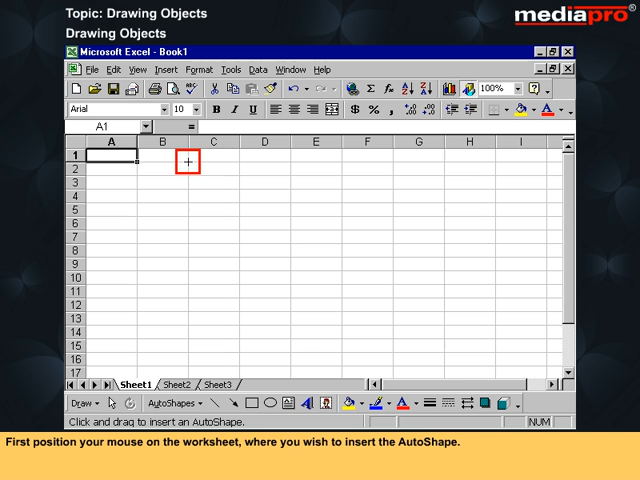 Topic: Drawing Objects
mediapro®
Drawing Objects
Microsoft Excel - Book1
File Edit View Insert Format Tools Data Window Help
100%
Arial 10 B I U $ % ,
A1 =
A B C D E F G H I
1
2
3
4
5
6
7
8
9
10
11
12
13
14
15
16
17
Sheet1 Sheet2 Sheet3
Draw AutoShapes
Click and drag to insert an AutoShape. NUM
First position your mouse on the worksheet, where you wish to insert the AutoShape.